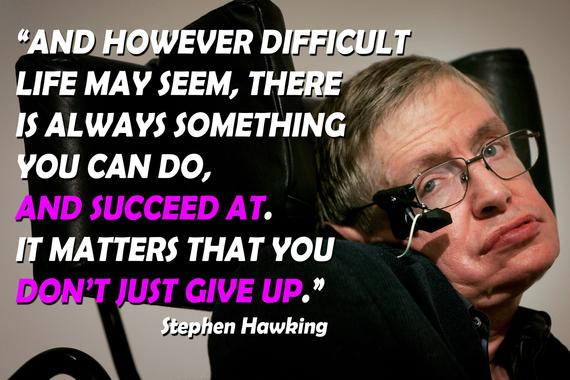 “AND HOWEVER DIFFICULT
LIFE MAY SEEM, THERE
IS ALWAYS SOMETHING
YOU CAN DO,
AND SUCCEED AT.
IT MATTERS THAT YOU
DON’T JUST GIVE UP.”
Stephen Hawking